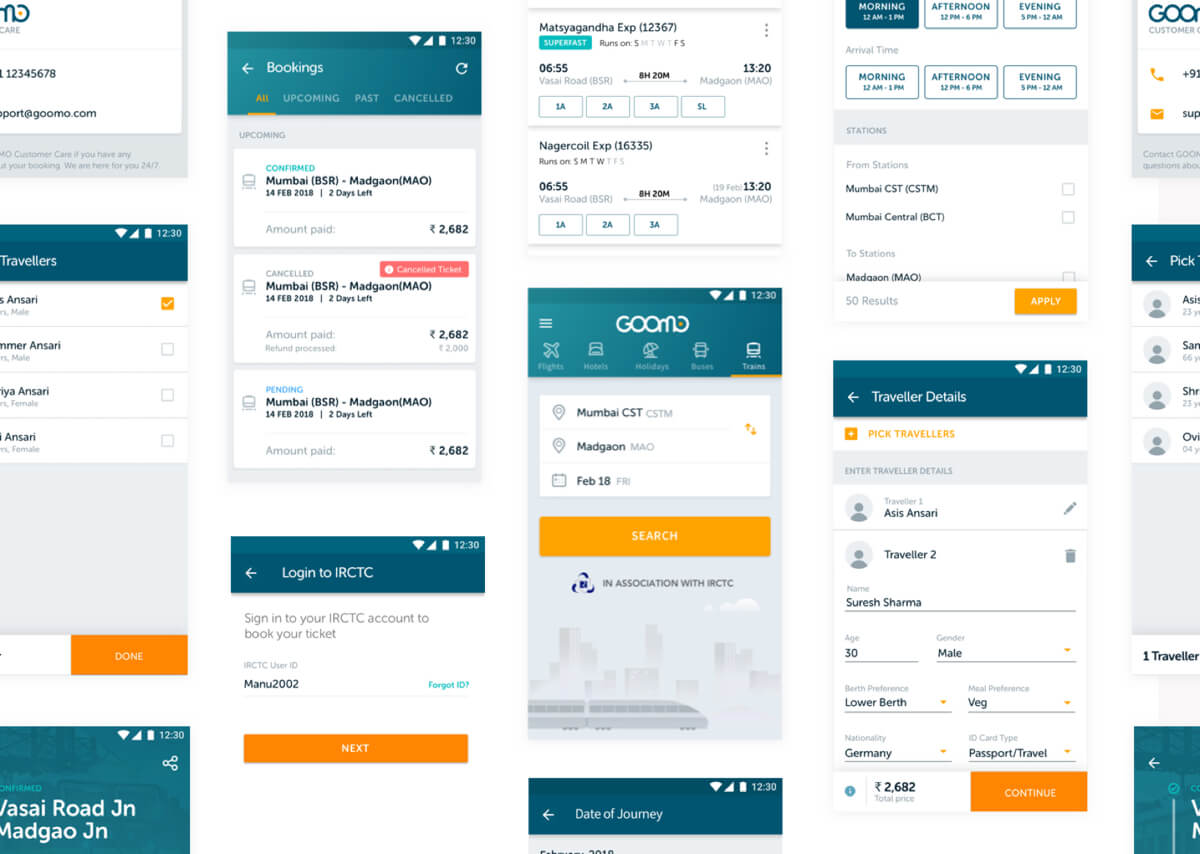 CARE
12345678
pport@goomo.com
MO Customer Care if you have any
ut your booking. We are here for you 24/7.
12:30
Travellers
s Ansari
rs, Male
mmer Ansari
rs, Male
riya Ansari
rs, Female
i Ansari
rs, Female
DONE
12:30
CONFIRMED
Vasai Road Jn
Madgao Jn
12:30
Bookings
All UPCOMING PAST CANCELLED
UPCOMING
CONFIRMED
Mumbai (BSR) - Madgaon(MAO)
14 FEB 2018 | 2 Days Left
Amount paid: ₹ 2,682
Cancelled Ticket
CANCELLED
Mumbai (BSR) - Madgaon(MAO)
14 FEB 2018 | 2 Days Left
Amount paid: ₹ 2,682
Refund processed: ₹ 2,000
PENDING
Mumbai (BSR) - Madgaon(MAO)
14 FEB 2018 | 2 Days Left
Amount paid: ₹ 2,682
12:30
Login to IRCTC
Sign in to your IRCTC account to
book your ticket
IRCTC User ID
Manu2002 Forgot ID?
NEXT
Matsyagandha Exp (12367)
SUPERFAST Runs on: S M T W T F S
06:55 8H 20M 13:20
Vasai Road (BSR) Madgaon (MAO)
1A 2A 3A SL
Nagercoil Exp (16335)
Runs on: S M T W T F S
06:55 8H 20M (19 Feb) 13:20
Vasai Road (BSR) Madgaon (MAO)
1A 2A 3A
12:30
GOOMO
Flights Hotels Holidays Buses Trains
Mumbai CST CSTM
Madgaon MAO
Feb 18 FRI
SEARCH
IN ASSOCIATION WITH IRCTC
12:30
Date of Journey
February, 2018
MORNING AFTERNOON EVENING
12 AM - 1 PM 12 PM - 6 PM 5 PM - 12 AM
Arrival Time
MORNING AFTERNOON EVENING
12 AM - 1 PM 12 PM - 6 PM 5 PM - 12 AM
STATIONS
From Stations
Mumbai CST (CSTM)
Mumbai Central (BCT)
To Stations
Madgaon (MAO)
50 Results APPLY
12:30
Traveller Details
PICK TRAVELLERS
ENTER TRAVELLER DETAILS
Traveller 1
Asis Ansari
Traveller 2
Name
Suresh Sharma
Age Gender
30 Male
Berth Preference Meal Preference
Lower Berth Veg
Nationality ID Card Type
Germany Passport/Travel
₹ 2,682
Total price
CONTINUE
GOO
CUSTOMER C
+91
sup
Contact GOO
questions abou
Pick T
Asis
23 ye
San
66 ye
Shr
23 ye
Ovi
04 ye
1 Traveller